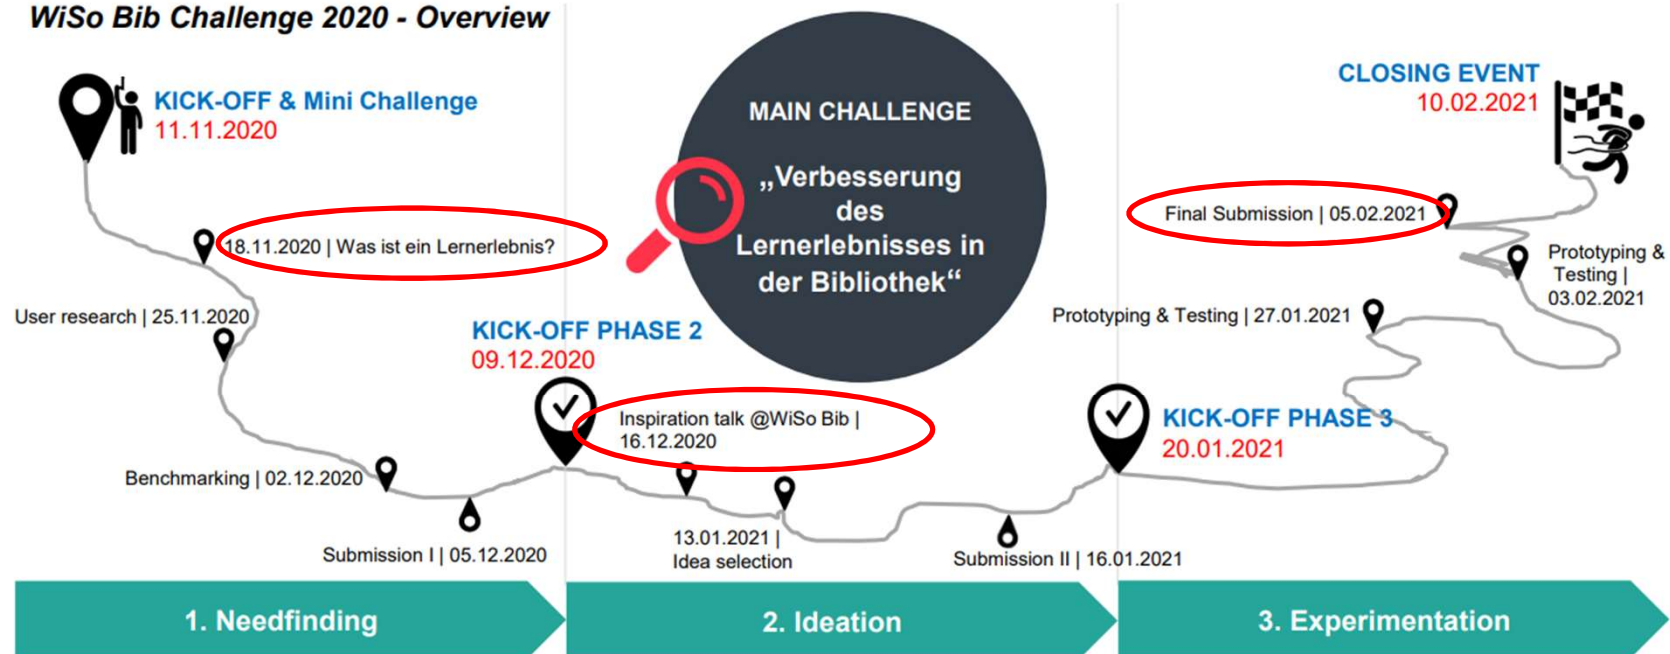 WiSo Bib Challenge 2020 - Overview
KICK-OFF & Mini Challenge
11.11.2020
18.11.2020 | Was ist ein Lernerlebnis?
User research | 25.11.2020
Benchmarking | 02.12.2020
Submission I | 05.12.2020
KICK-OFF PHASE 2
09.12.2020
MAIN CHALLENGE
„Verbesserung
des
Lernerlebnisses in
der Bibliothek“
Inspiration talk @WiSo Bib |
16.12.2020
13.01.2021 |
Idea selection
Submission II | 16.01.2021
KICK-OFF PHASE 3
20.01.2021
Prototyping & Testing | 27.01.2021
Prototyping &
Testing |
03.02.2021
Final Submission | 05.02.2021
CLOSING EVENT
10.02.2021
1. Needfinding
2. Ideation
3. Experimentation